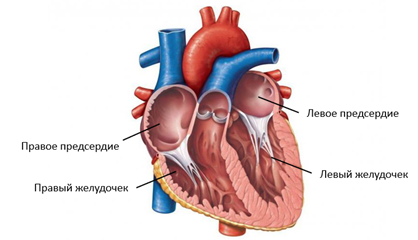 Левое предсердие
Правое предсердие
Левый желудочек
Правый желудочек